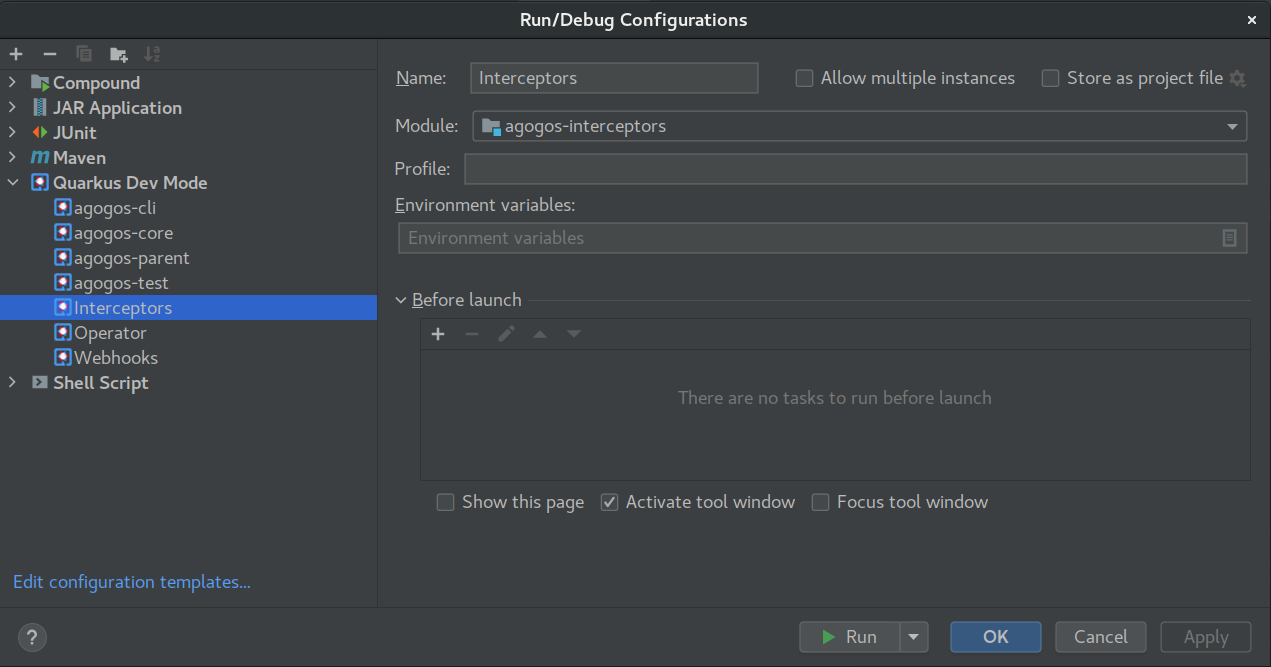 Run/Debug Configurations
Compound
JAR Application
JUnit
Maven
Quarkus Dev Mode
agogos-cli
agogos-core
agogos-parent
agogos-test
Interceptors
Operator
Webhooks
Shell Script
Edit configuration templates...
Name: Interceptors Allow multiple instances Store as project file
Module: agogos-interceptors
Profile:
Environment variables:
Environment variables
Before launch
There are no tasks to run before launch
Show this page Activate tool window Focus tool window
? Run OK Cancel Apply